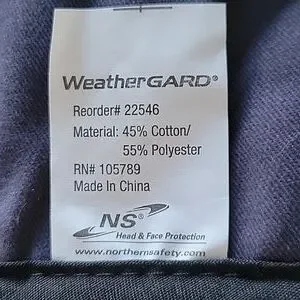 WeatherGARD®
Reorder# 22546
Material: 45% Cotton/
55% Polyester
RN# 105789
Made In China
NS®
Head & Face Protection
www.northernsafety.com